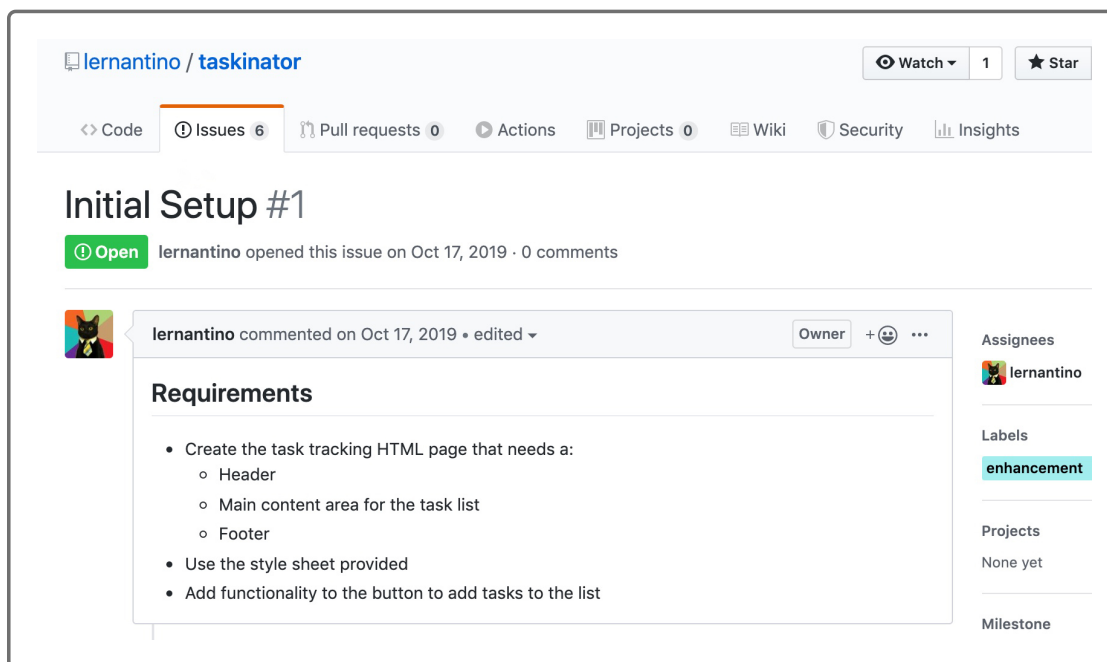 lernantino / taskinator
Watch 1 Star
Code Issues 6 Pull requests 0 Actions Projects 0 Wiki Security Insights
Initial Setup #1
Open lernantino opened this issue on Oct 17, 2019 · 0 comments
lernantino commented on Oct 17, 2019 • edited
Owner
Requirements
• Create the task tracking HTML page that needs a:
◦ Header
◦ Main content area for the task list
◦ Footer
• Use the style sheet provided
• Add functionality to the button to add tasks to the list
Assignees
lernantino
Labels
enhancement
Projects
None yet
Milestone